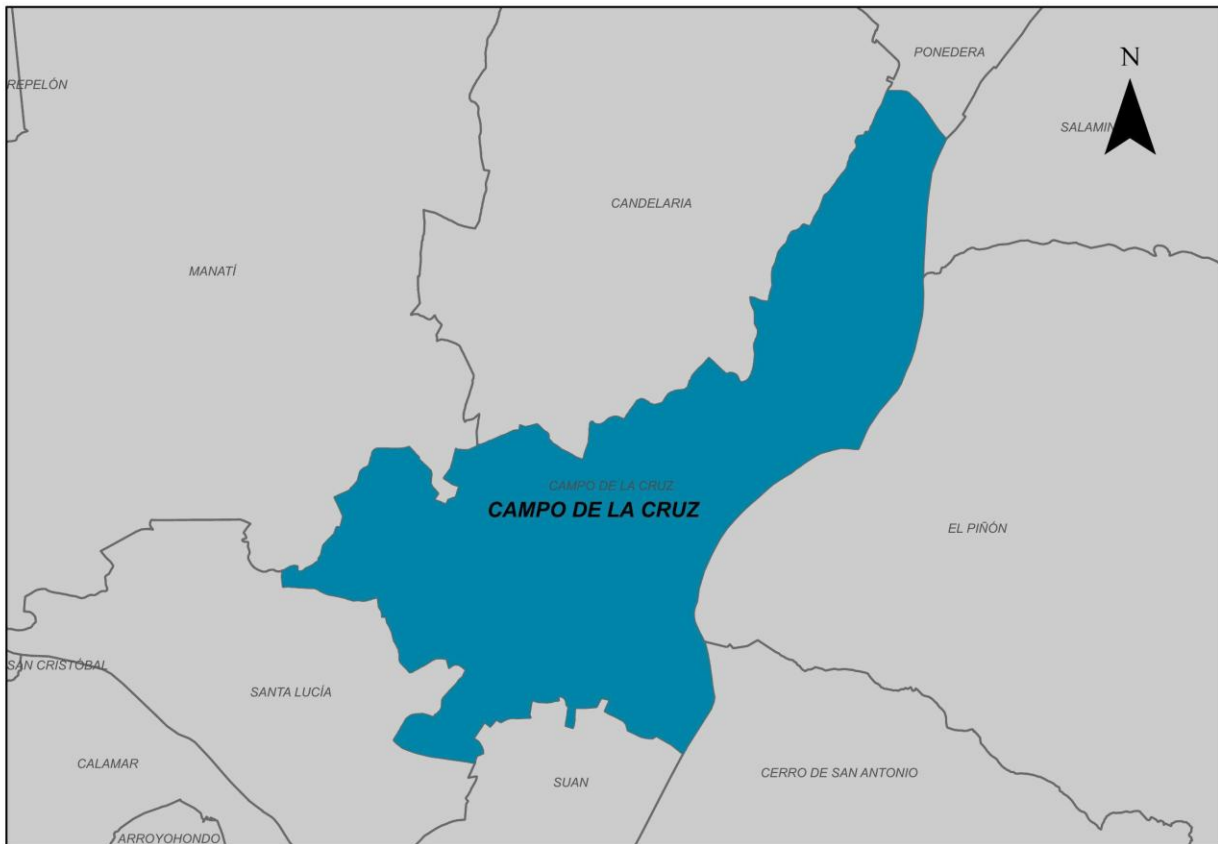 PONEDERA
N
REPELÓN
SALAMIN
CANDELARIA
MANATÍ
CAMPO DE LA CRUZ
CAMPO DE LA CRUZ
EL PIÑÓN
SAN CRISTÓBAL
SANTA LUCÍA
CALAMAR
SUAN
CERRO DE SAN ANTONIO
ARROYOHONDO